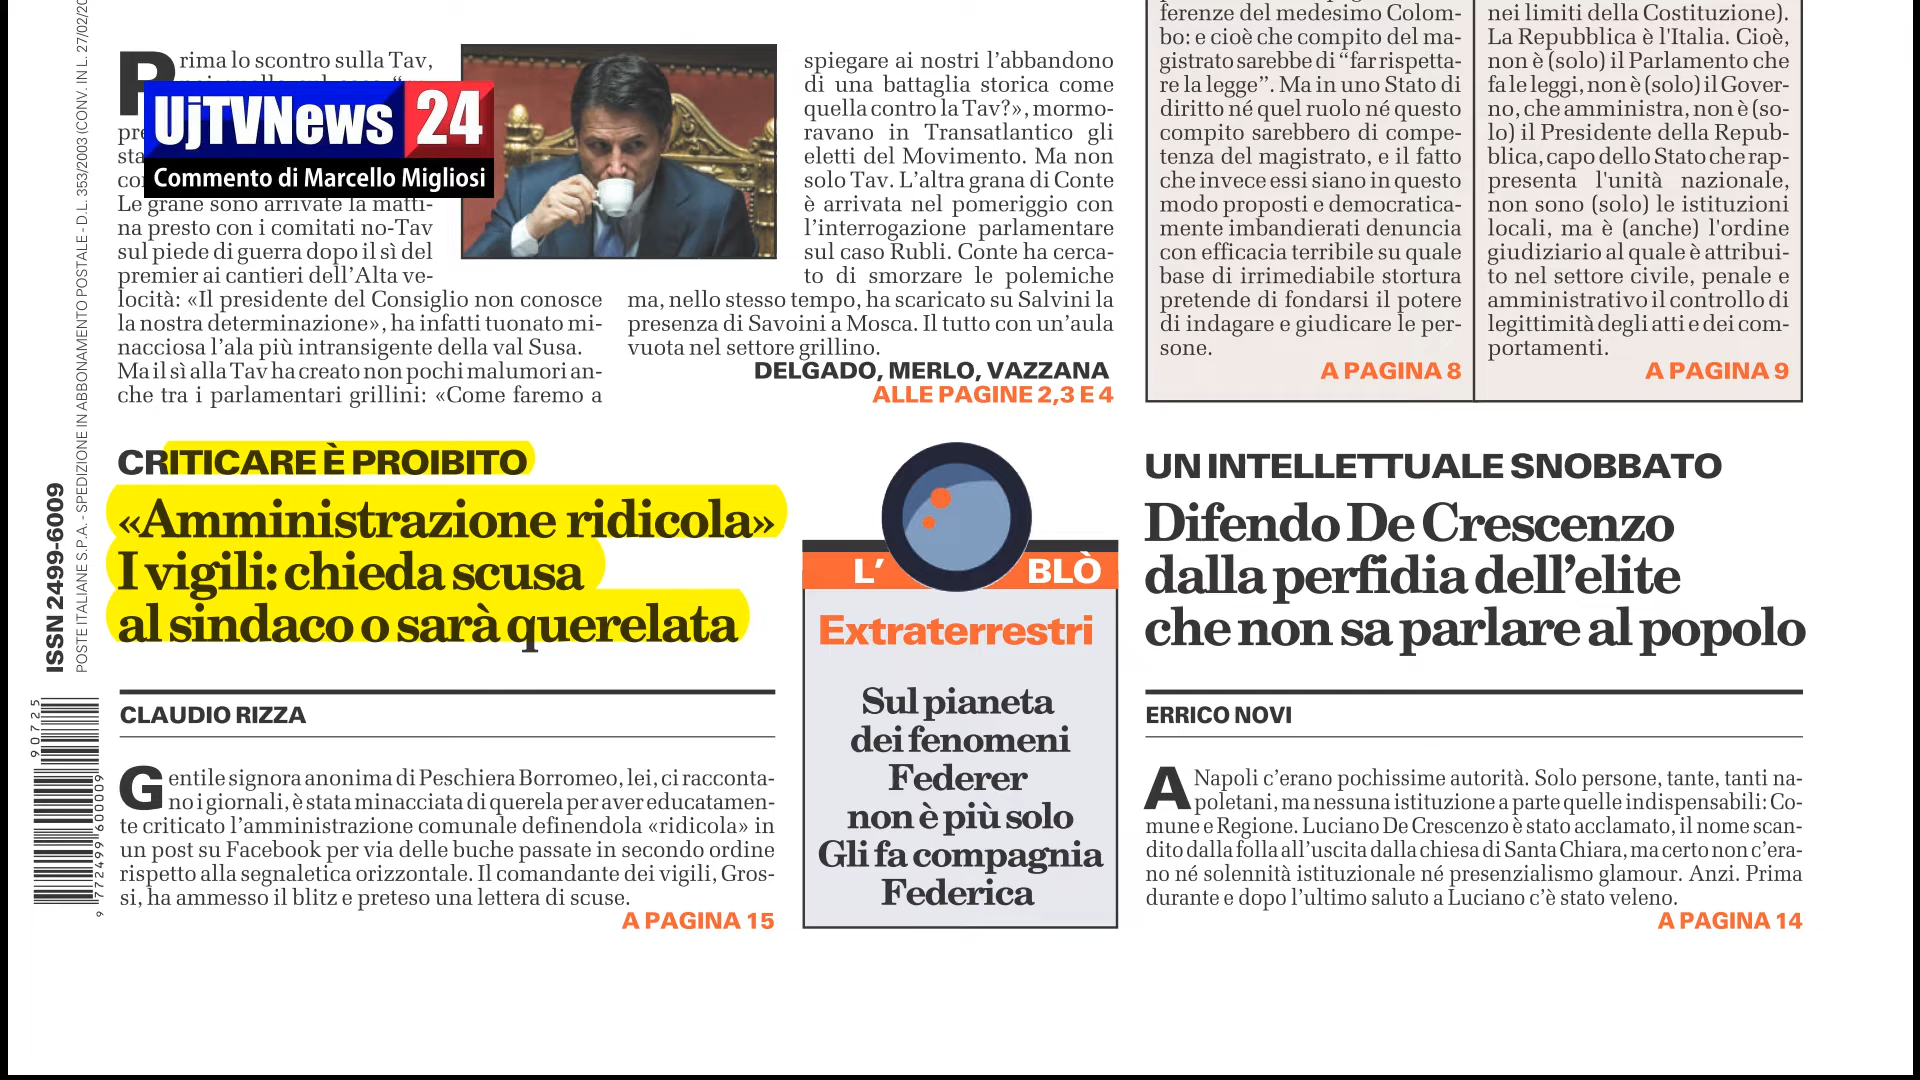 ISSN 2499-6009
POSTE ITALIANE S.P.A. - SPEDIZIONE IN ABBONAMENTO POSTALE - D.L. 353/2003 (CONV. IN L. 27/02/20
90725
9 772499 600009
Prima lo scontro sulla Tav,
pre
sta
co
Le grane sono arrivate la matti-
na presto con i comitati no-Tav
sul piede di guerra dopo il sì del
premier ai cantieri dell’Alta ve-
locità: «Il presidente del Consiglio non conosce
la nostra determinazione», ha infatti tuonato mi-
nacciosa l’ala più intransigente della val Susa.
Ma il sì alla Tav ha creato non pochi malumori an-
che tra i parlamentari grillini: «Come faremo a
UjTVNews 24
Commento di Marcello Migliosi
spiegare ai nostri l’abbandono
di una battaglia storica come
quella contro la Tav?», mormo-
ravano in Transatlantico gli
eletti del Movimento. Ma non
solo Tav. L’altra grana di Conte
è arrivata nel pomeriggio con
l’interrogazione parlamentare
sul caso Rubli. Conte ha cerca-
to di smorzare le polemiche
ma, nello stesso tempo, ha scaricato su Salvini la
presenza di Savoini a Mosca. Il tutto con un’aula
vuota nel settore grillino.
DELGADO, MERLO, VAZZANA
ALLE PAGINE 2,3 E 4
ferenze del medesimo Colom-
bo: e cioè che compito del ma-
gistrato sarebbe di “far rispetta-
re la legge”. Ma in uno Stato di
diritto né quel ruolo né questo
compito sarebbero di compe-
tenza del magistrato, e il fatto
che invece essi siano in questo
modo proposti e democratica-
mente imbandierati denuncia
con efficacia terribile su quale
base di irrimediabile stortura
pretende di fondarsi il potere
di indagare e giudicare le per-
sone.
A PAGINA 8
nei limiti della Costituzione).
La Repubblica è l'Italia. Cioè,
non è (solo) il Parlamento che
fa le leggi, non è (solo) il Gover-
no, che amministra, non è (so-
lo) il Presidente della Repub-
blica, capo dello Stato che rap-
presenta l'unità nazionale,
non sono (solo) le istituzioni
locali, ma è (anche) l'ordine
giudiziario al quale è attribui-
to nel settore civile, penale e
amministrativo il controllo di
legittimità degli atti e dei com-
portamenti.
A PAGINA 9
CRITICARE È PROIBITO
«Amministrazione ridicola»
I vigili: chieda scusa
al sindaco o sarà querelata
CLAUDIO RIZZA
Gentile signora anonima di Peschiera Borromeo, lei, ci racconta-
no i giornali, è stata minacciata di querela per aver educatamen-
te criticato l’amministrazione comunale definendola «ridicola» in
un post su Facebook per via delle buche passate in secondo ordine
rispetto alla segnaletica orizzontale. Il comandante dei vigili, Gros-
si, ha ammesso il blitz e preteso una lettera di scuse.
A PAGINA 15
L’ BLÒ
Extraterrestri
Sul pianeta
dei fenomeni
Federer
non è più solo
Gli fa compagnia
Federica
UN INTELLETTUALE SNOBBATO
Difendo De Crescenzo
dalla perfidia dell’elite
che non sa parlare al popolo
ERRICO NOVI
A Napoli c’erano pochissime autorità. Solo persone, tante, tanti na-
poletani, ma nessuna istituzione a parte quelle indispensabili: Co-
mune e Regione. Luciano De Crescenzo è stato acclamato, il nome scan-
dito dalla folla all’uscita dalla chiesa di Santa Chiara, ma certo non c’era-
no né solennità istituzionale né presenzialismo glamour. Anzi. Prima
durante e dopo l’ultimo saluto a Luciano c’è stato veleno.
A PAGINA 14